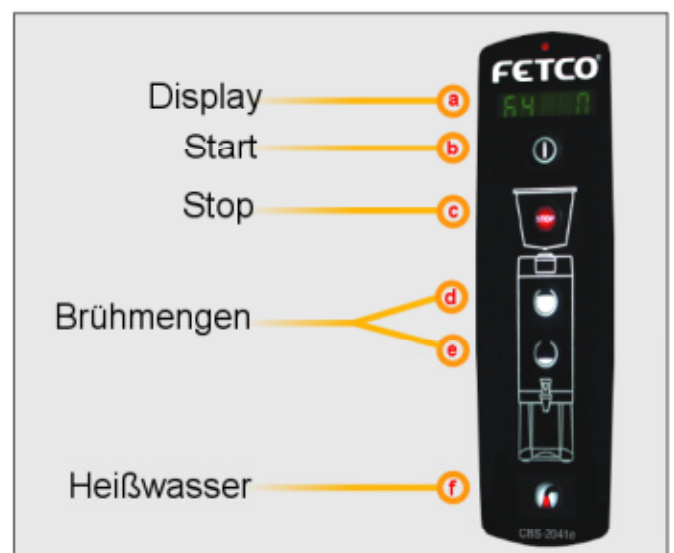 FETCO
Display a 64 n
Start b
Stop c STOP
d
Brühmengen
e
Heißwasser f
CBS-2041e